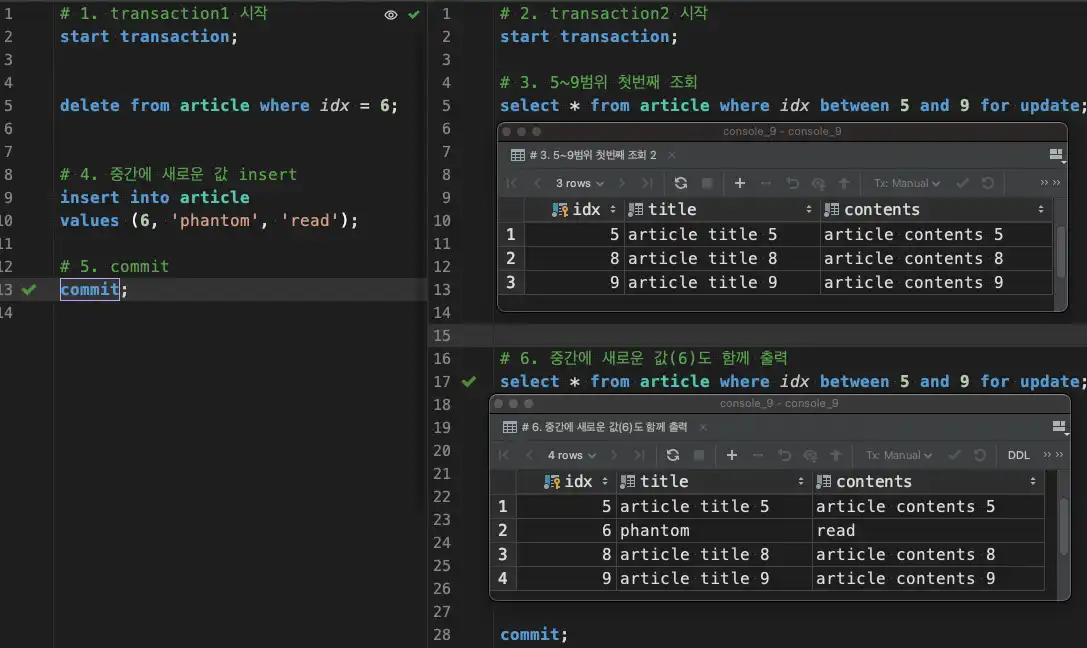 1 # 1. transaction1 시작
2 start transaction;
3
4
5 delete from article where idx = 6;
6
7
8 # 4. 중간에 새로운 값 insert
9 insert into article
10 values (6, 'phantom', 'read');
11
12 # 5. commit
13 commit;
14
1 # 2. transaction2 시작
2 start transaction;
3
4 # 3. 5~9범위 첫번째 조회
5 select * from article where idx between 5 and 9 for update;
6
7
8
9
10
11
12
13
14
console_9 - console_9
# 3. 5~9범위 첫번째 조회 2 ×
3 rows Tx: Manual
idx title contents
1 5 article title 5 article contents 5
2 8 article title 8 article contents 8
3 9 article title 9 article contents 9
15
16 # 6. 중간에 새로운 값(6)도 함께 출력
17 select * from article where idx between 5 and 9 for update;
18
19
20
21
22
23
24
25
26
27
console_9 - console_9
# 6. 중간에 새로운 값(6)도 함께 출력 ×
4 rows Tx: Manual DDL
idx title contents
1 5 article title 5 article contents 5
2 6 phantom read
3 8 article title 8 article contents 8
4 9 article title 9 article contents 9
28 commit;